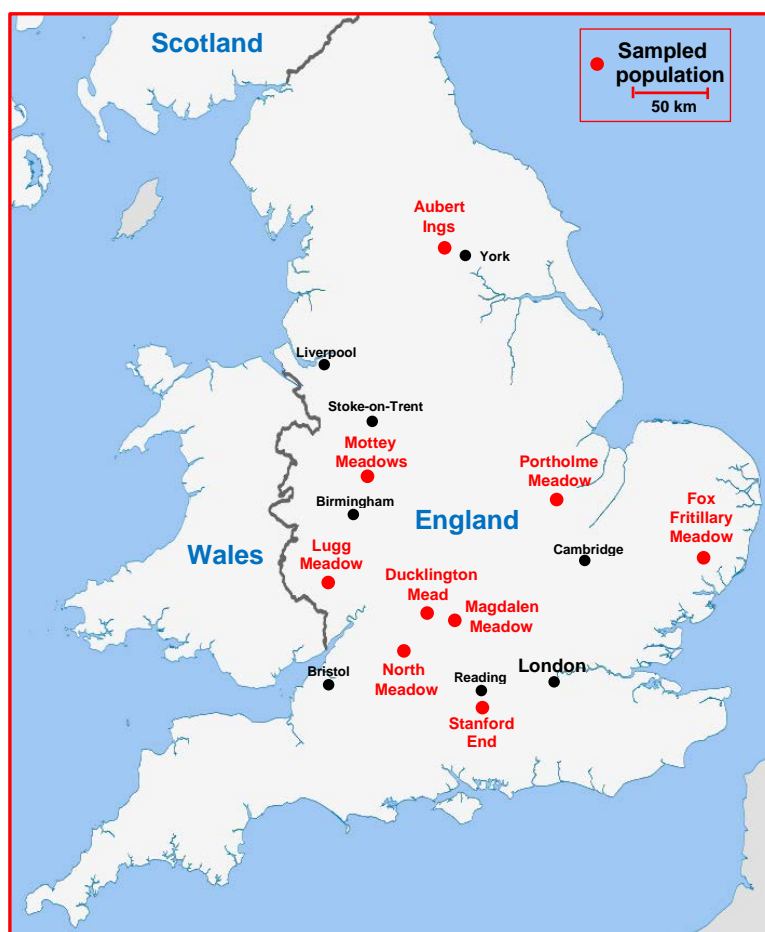 Scotland
Sampled
population
50 km
Aubert
Ings
York
Liverpool
Stoke-on-Trent
Mottey
Meadows
Portholme
Meadow
Fox
Fritillary
Meadow
Birmingham
England
Cambridge
Wales
Lugg
Meadow
Ducklington
Mead
Magdalen
Meadow
North
Meadow
Bristol
Reading
London
Stanford
End